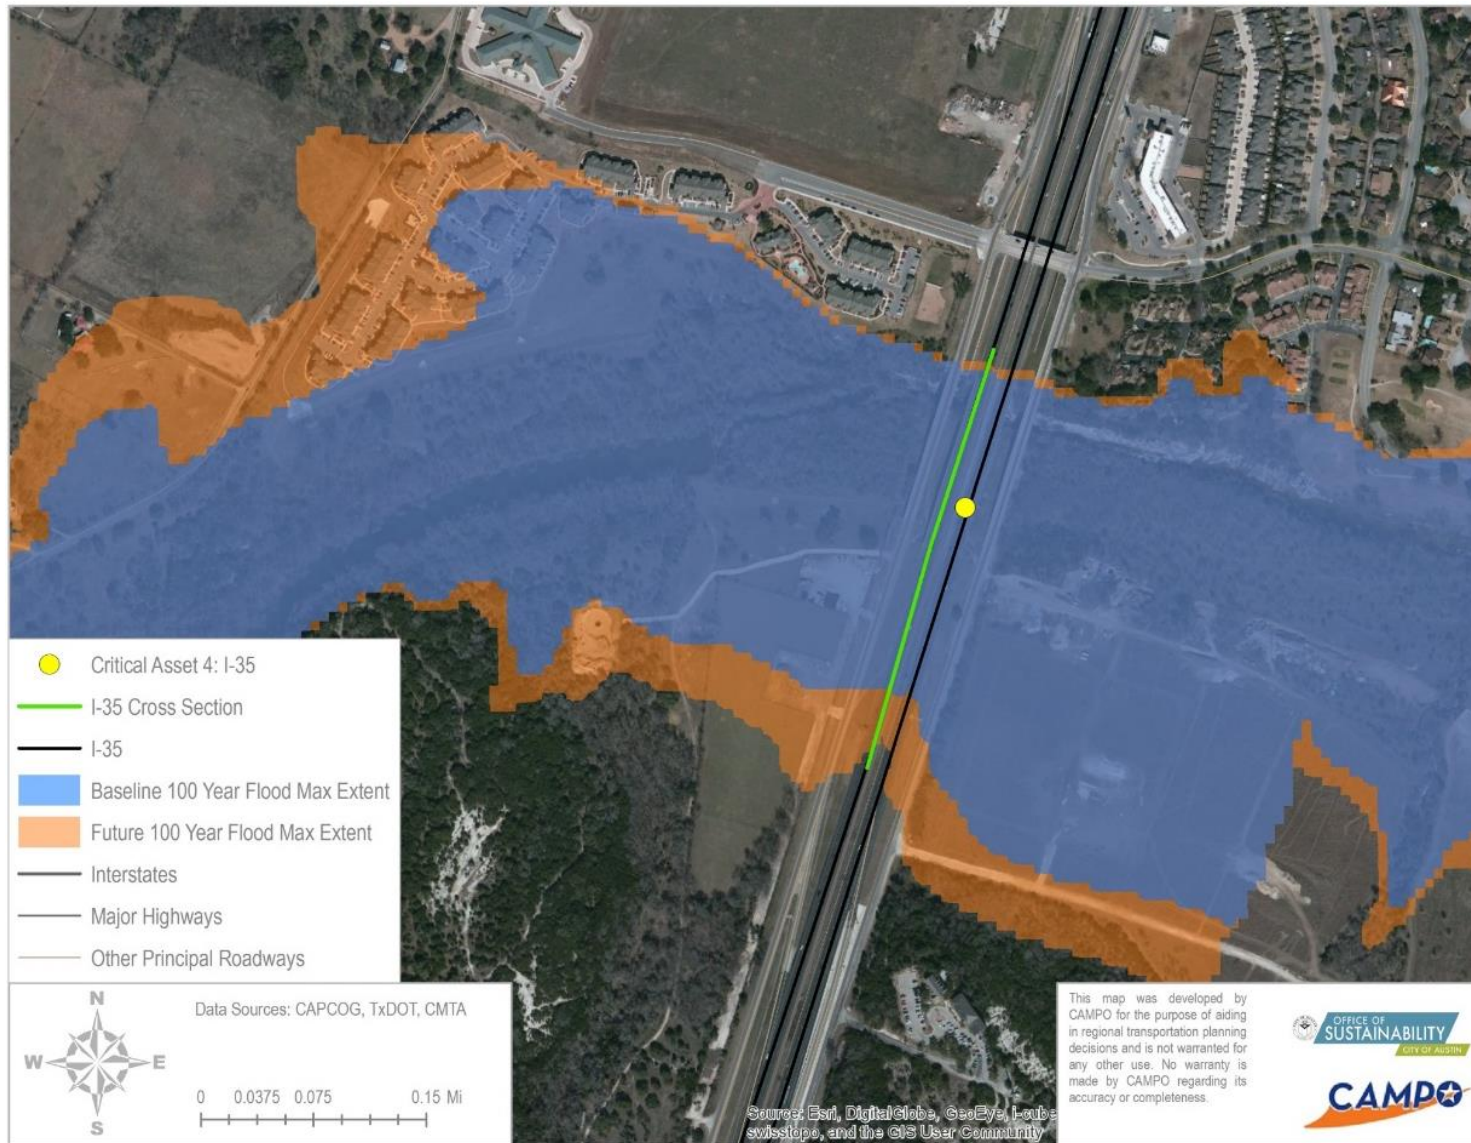 Critical Asset 4: I-35
I-35 Cross Section
I-35
Baseline 100 Year Flood Max Extent
Future 100 Year Flood Max Extent
Interstates
Major Highways
Other Principal Roadways
N
W E
S
Data Sources: CAPCOG, TxDOT, CMTA
0 0.0375 0.075 0.15 Mi
Source: Esri, DigitalGlobe, GeoEye, i-cube
swisstopo, and the GIS User Community
This map was developed by
CAMPO for the purpose of aiding
in regional transportation planning
decisions and is not warranted for
any other use. No warranty is
made by CAMPO regarding its
accuracy or completeness.
OFFICE OF
SUSTAINABILITY
CITY OF AUSTIN
CAMPO